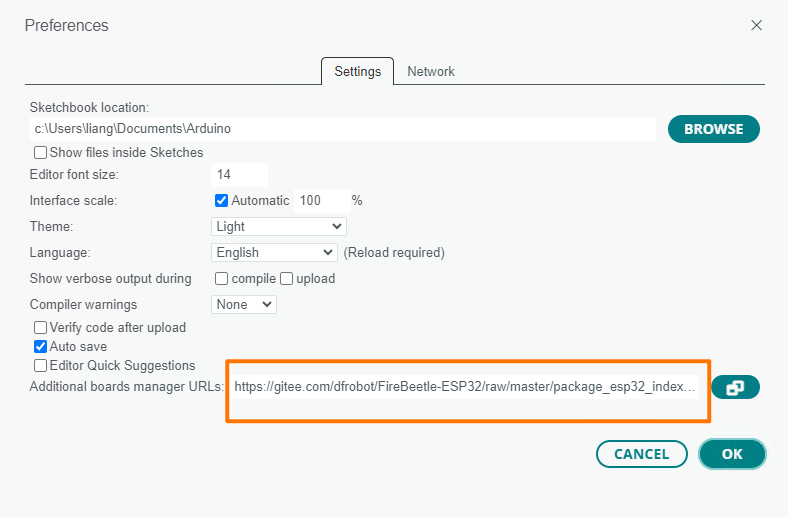 Preferences
Settings Network
Sketchbook location:
c:\Users\liang\Documents\Arduino BROWSE
Show files inside Sketches
Editor font size: 14
Interface scale: Automatic 100 %
Theme: Light
Language: English (Reload required)
Show verbose output during compile upload
Compiler warnings None
Verify code after upload
Auto save
Editor Quick Suggestions
Additional boards manager URLs: https://gitee.com/dfrobot/FireBeetle-ESP32/raw/master/package_esp32_index...
CANCEL OK